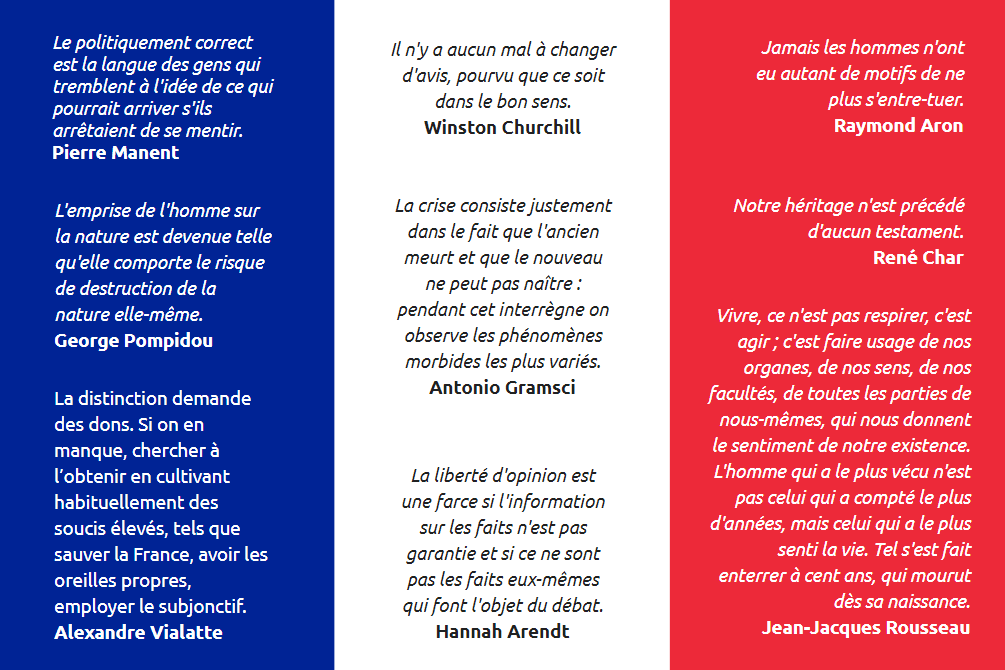 Le politiquement correct
est la langue des gens qui
tremblent à l'idée de ce qui
pourrait arriver s'ils
arrêtaient de se mentir.
Pierre Manent
L'emprise de l'homme sur
la nature est devenue telle
qu'elle comporte le risque
de destruction de la
nature elle-même.
George Pompidou
La distinction demande
des dons. Si on en
manque, chercher à
l’obtenir en cultivant
habituellement des
soucis élevés, tels que
sauver la France, avoir les
oreilles propres,
employer le subjonctif.
Alexandre Vialatte
Il n'y a aucun mal à changer
d'avis, pourvu que ce soit
dans le bon sens.
Winston Churchill
La crise consiste justement
dans le fait que l'ancien
meurt et que le nouveau
ne peut pas naître :
pendant cet interrègne on
observe les phénomènes
morbides les plus variés.
Antonio Gramsci
La liberté d'opinion est
une farce si l'information
sur les faits n'est pas
garantie et si ce ne sont
pas les faits eux-mêmes
qui font l'objet du débat.
Hannah Arendt
Jamais les hommes n'ont
eu autant de motifs de ne
plus s'entre-tuer.
Raymond Aron
Notre héritage n'est précédé
d'aucun testament.
René Char
Vivre, ce n'est pas respirer, c'est
agir ; c'est faire usage de nos
organes, de nos sens, de nos
facultés, de toutes les parties de
nous-mêmes, qui nous donnent
le sentiment de notre existence.
L'homme qui a le plus vécu n'est
pas celui qui a compté le plus
d'années, mais celui qui a le plus
senti la vie. Tel s'est fait
enterrer à cent ans, qui mourut
dès sa naissance.
Jean-Jacques Rousseau